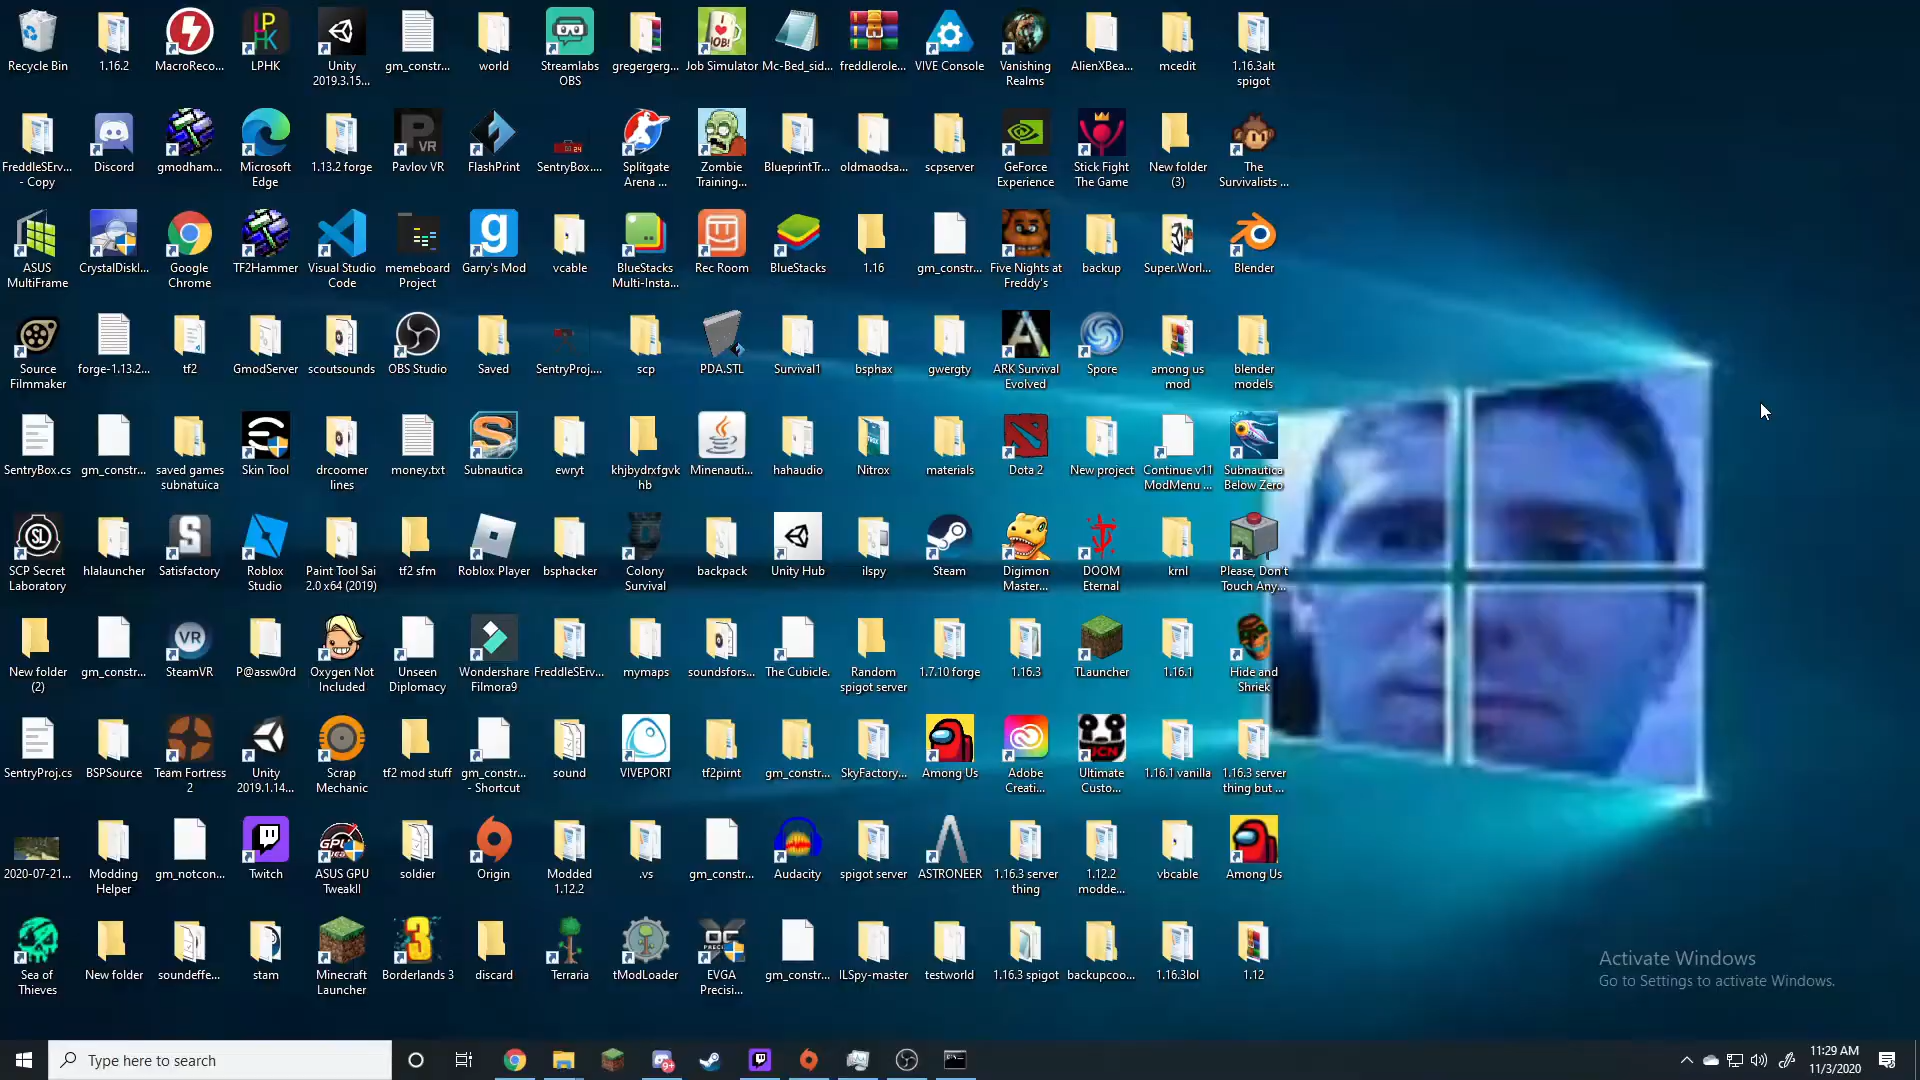 Recycle Bin
1.16.2
MacroReco...
LPHK
Unity
2019.3.15...
gm_constr...
world
Streamlabs
OBS
gregergerg...
Job Simulator
Mc-Bed_sid...
freddlerole...
VIVE Console
Vanishing
Realms
AlienXBea...
mcedit
1.16.3alt
spigot
FreddleSErv...
- Copy
Discord
gmodham...
Microsoft
Edge
1.13.2 forge
Pavlov VR
FlashPrint
SentryBox....
Splitgate
Arena ...
Zombie
Training...
BlueprintTr...
oldmaodsa...
scpserver
GeForce
Experience
Stick Fight
The Game
New folder
(3)
The
Survivalists ...
ASUS
MultiFrame
CrystalDiskI...
Google
Chrome
TF2Hammer
Visual Studio
Code
memeboard
Project
Garry's Mod
vcable
BlueStacks
Multi-Insta...
Rec Room
BlueStacks
1.16
gm_constr...
Five Nights at
Freddy's
backup
Super.Worl...
Blender
Source
Filmmaker
forge-1.13.2...
tf2
GmodServer
scoutsounds
OBS Studio
Saved
SentryProj....
scp
PDA.STL
Survival1
bsphax
gwergty
ARK Survival
Evolved
Spore
among us
mod
blender
models
SentryBox.cs
gm_constr...
saved games
subnatuica
Skin Tool
drcoomer
lines
money.txt
Subnautica
ewryt
khjbydrxfgvk
hb
Minenauti...
hahaudio
Nitrox
materials
Dota 2
New project
Continue v11
ModMenu ...
Subnautica
Below Zero
SCP Secret
Laboratory
hlalauncher
Satisfactory
Roblox
Studio
Paint Tool Sai
2.0 x64 (2019)
tf2 sfm
Roblox Player
bsphacker
Colony
Survival
backpack
Unity Hub
ilspy
Steam
Digimon
Master...
DOOM
Eternal
krnl
Please, Don't
Touch Any...
New folder
(2)
gm_constr...
SteamVR
P@assw0rd
Oxygen Not
Included
Unseen
Diplomacy
Wondershare
Filmora9
FreddleSErv...
mymaps
soundsfors...
The Cubicle.
Random
spigot server
1.7.10 forge
1.16.3
TLauncher
1.16.1
Hide and
Shriek
SentryProj.cs
BSPSource
Team Fortress
2
Unity
2019.1.14...
Scrap
Mechanic
tf2 mod stuff
gm_constr...
- Shortcut
sound
VIVEPORT
tf2pirnt
gm_constr...
SkyFactory...
Among Us
Adobe
Creati...
Ultimate
Custo...
1.16.1 vanilla
1.16.3 server
thing but ...
2020-07-21...
Modding
Helper
gm_notcon...
Twitch
ASUS GPU
TweakII
soldier
Origin
Modded
1.12.2
.vs
gm_constr...
Audacity
spigot server
ASTRONEER
1.16.3 server
thing
1.12.2
modde...
vbcable
Among Us
Sea of
Thieves
New folder
soundeffe...
stam
Minecraft
Launcher
Borderlands 3
discard
Terraria
tModLoader
EVGA
Precisi...
gm_constr...
ILSpy-master
testworld
1.16.3 spigot
backupcoo...
1.16.3lol
1.12
Activate Windows
Go to Settings to activate Windows.
Type here to search
11:29 AM
11/3/2020